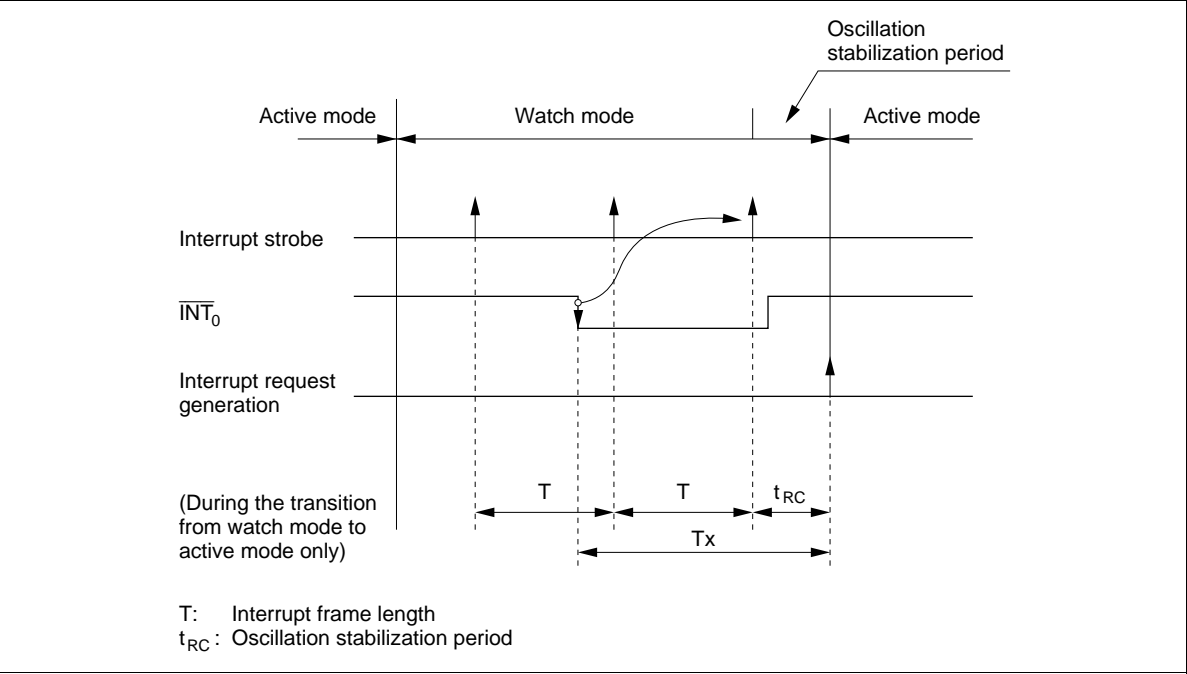 Oscillation
stabilization period
Active mode
Watch mode
Active mode
Interrupt strobe
INT0
Interrupt request
generation
(During the transition
from watch mode to
active mode only)
T
T
tRC
Tx
T: Interrupt frame length
tRC : Oscillation stabilization period